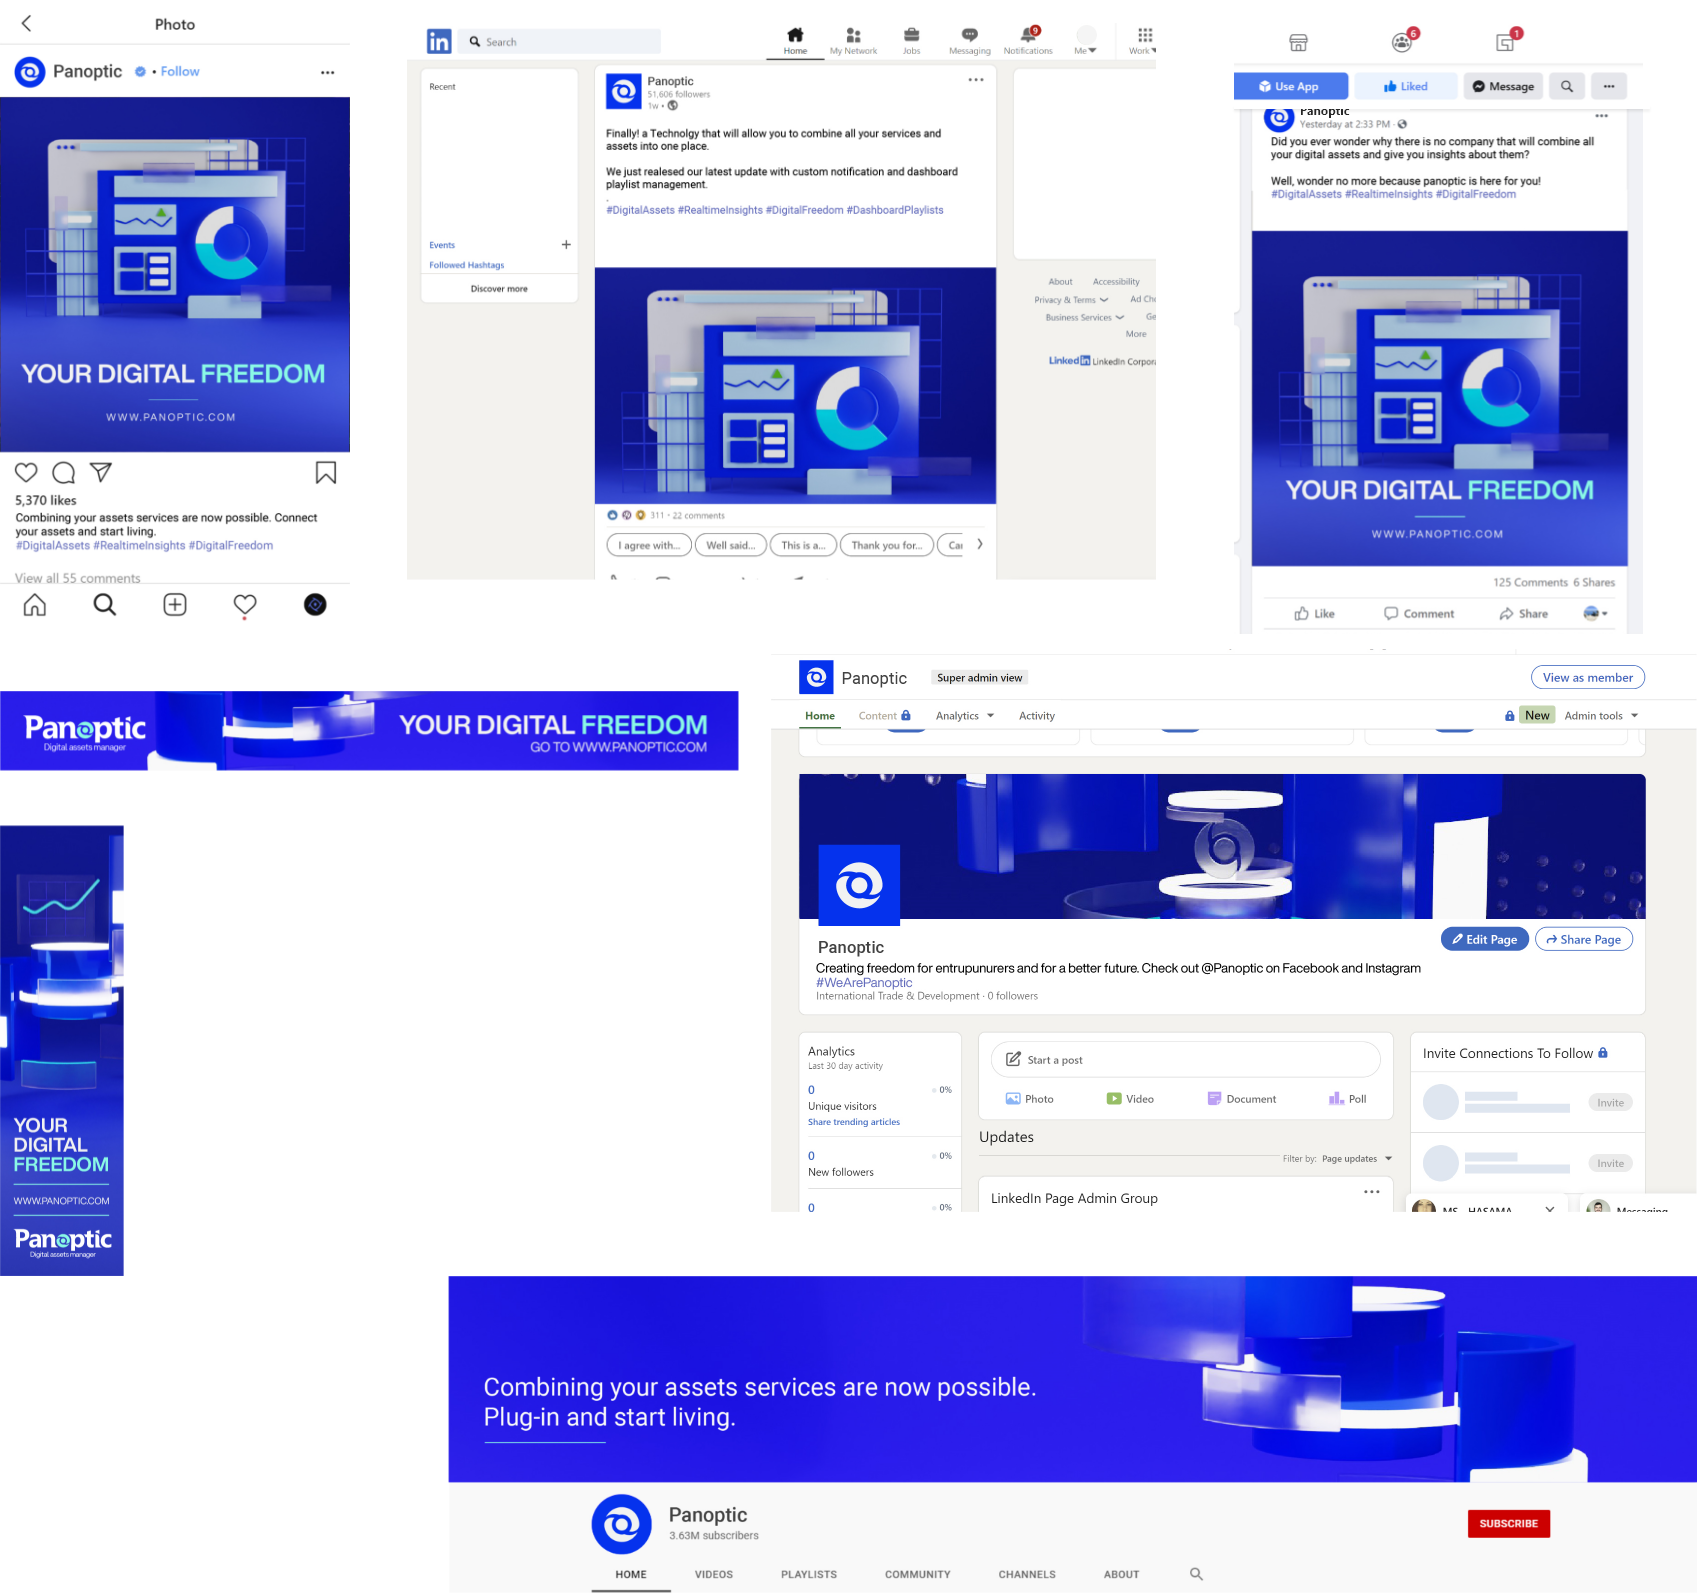 Photo
Panoptic • Follow
YOUR DIGITAL FREEDOM
WWW.PANOPTIC.COM
5,370 likes
Combining your assets services are now possible. Connect
your assets and start living.
#DigitalAssets #RealtimeInsights #DigitalFreedom
View all 55 comments
in
Search
Home
My Network
Jobs
Messaging
9
Notifications
Me
Work
Recent
Events +
Followed Hashtags
Discover more
Panoptic
51,606 followers
1w •
Finally! a Technolgy that will allow you to combine all your services and
assets into one place.
We just realesed our latest update with custom notification and dashboard
playlist management.
.
#DigitalAssets #RealtimeInsights #DigitalFreedom #DashboardPlaylists
311 • 22 comments
I agree with...
Well said...
This is a...
Thank you for...
About Accessibility
Privacy & Terms
Business Services
More
Linked in LinkedIn
6
1
Use App
Liked
Message
Panoptic
Yesterday at 2:33 PM ·
Did you ever wonder why there is no company that will combine all
your digital assets and give you insights about them?
Well, wonder no more because panoptic is here for you!
#DigitalAssets #RealtimeInsights #DigitalFreedom
YOUR DIGITAL FREEDOM
WWW.PANOPTIC.COM
125 Comments 6 Shares
Like
Comment
Share
Panoptic
Digital assets manager
YOUR DIGITAL FREEDOM
GO TO WWW.PANOPTIC.COM
YOUR
DIGITAL
FREEDOM
WWW.PANOPTIC.COM
Panoptic
Digital assets manager
Panoptic Super admin view
View as member
Home Content Analytics Activity
New Admin tools
Panoptic
Edit Page
Share Page
Creating freedom for entrupunurers and for a better future. Check out @Panoptic on Facebook and Instagram
#WeArePanoptic
International Trade & Development · 0 followers
Analytics
Last 30 day activity
0 0%
Unique visitors
Share trending articles
0 0%
New followers
0 0%
Start a post
Photo Video Document Poll
Updates
Filter by: Page updates
LinkedIn Page Admin Group
Invite Connections To Follow
Invite
Invite
MS HASAMA
Messaging
Combining your assets services are now possible.
Plug-in and start living.
Panoptic
3.63M subscribers
SUBSCRIBE
HOME VIDEOS PLAYLISTS COMMUNITY CHANNELS ABOUT